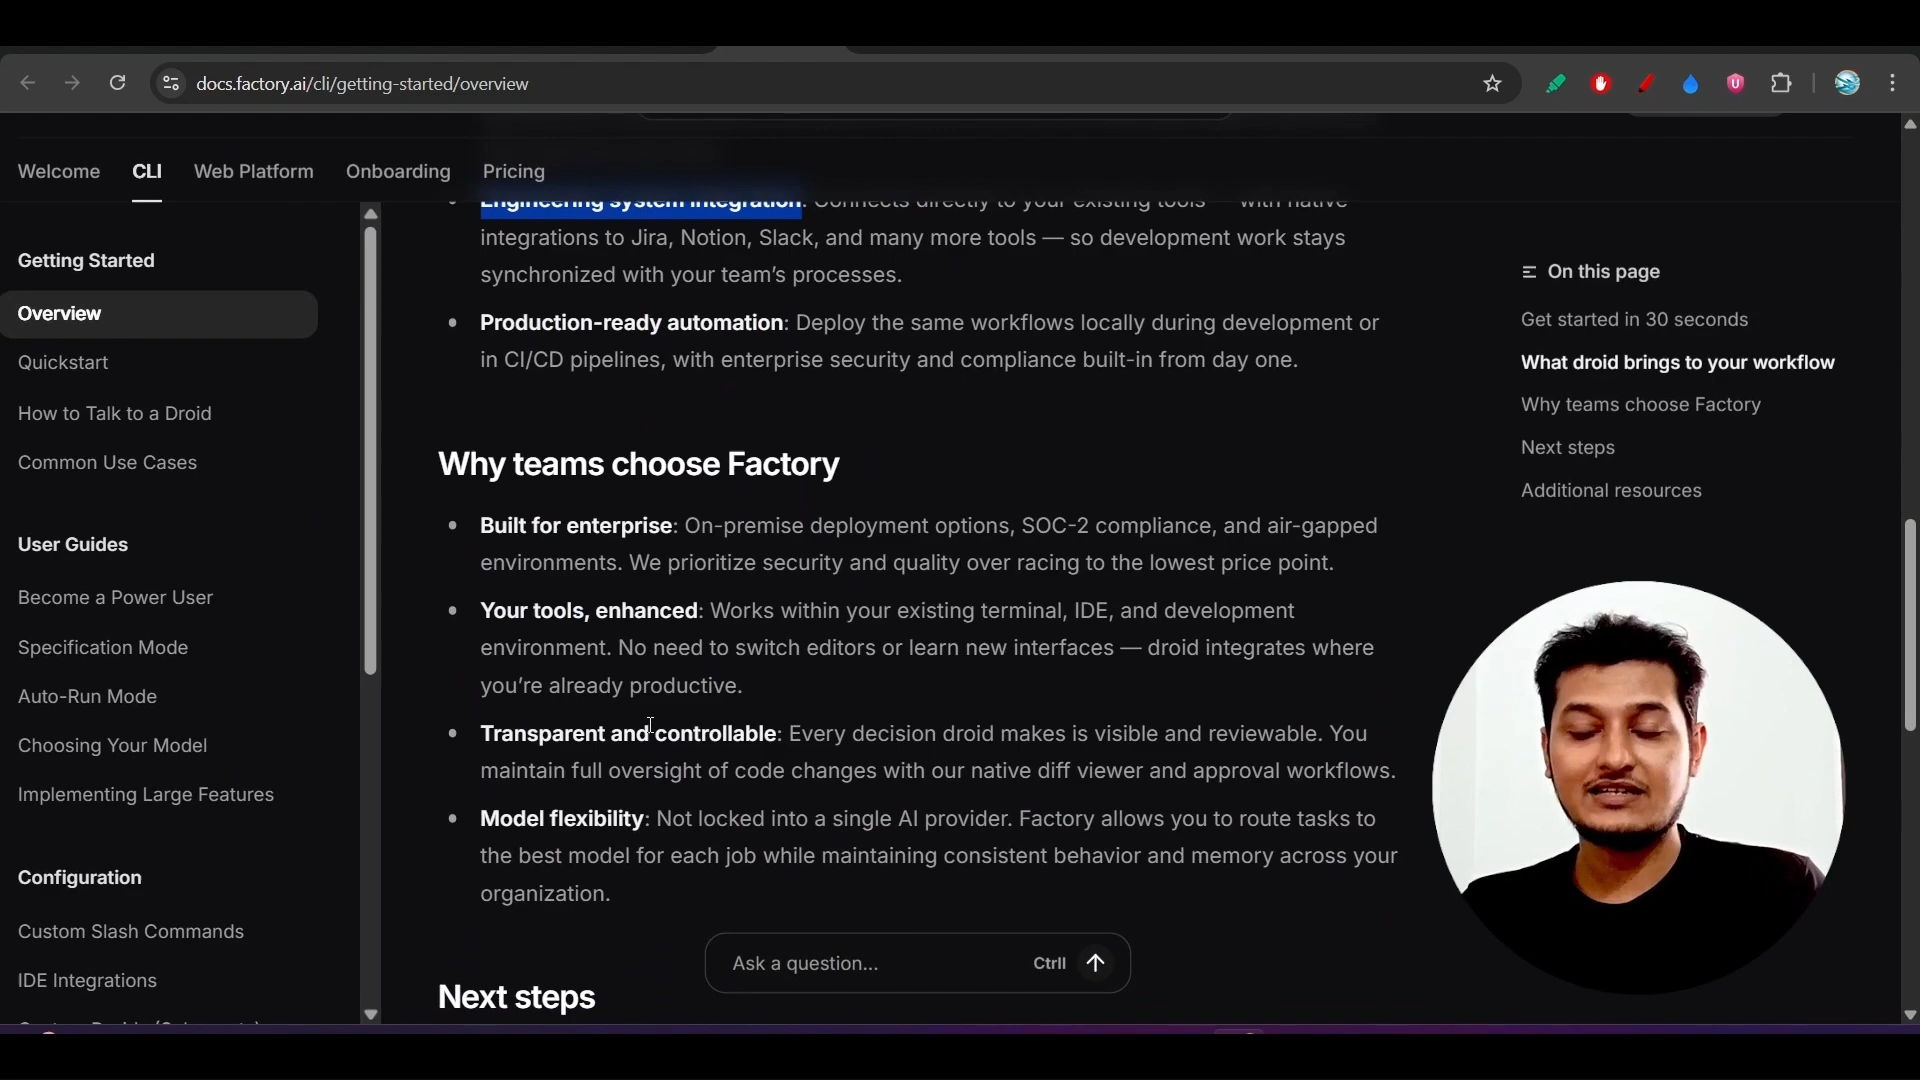 docs.factory.ai/cli/getting-started/overview
Welcome
CLI
Web Platform
Onboarding
Pricing
Getting Started
Overview
Quickstart
How to Talk to a Droid
Common Use Cases
User Guides
Become a Power User
Specification Mode
Auto-Run Mode
Choosing Your Model
Implementing Large Features
Configuration
Custom Slash Commands
IDE Integrations
Engineering system integration: Connects directly to your existing tools — with native
integrations to Jira, Notion, Slack, and many more tools — so development work stays
synchronized with your team’s processes.
Production-ready automation: Deploy the same workflows locally during development or
in CI/CD pipelines, with enterprise security and compliance built-in from day one.
Why teams choose Factory
Built for enterprise: On-premise deployment options, SOC-2 compliance, and air-gapped
environments. We prioritize security and quality over racing to the lowest price point.
Your tools, enhanced: Works within your existing terminal, IDE, and development
environment. No need to switch editors or learn new interfaces — droid integrates where
you’re already productive.
Transparent and controllable: Every decision droid makes is visible and reviewable. You
maintain full oversight of code changes with our native diff viewer and approval workflows.
Model flexibility: Not locked into a single AI provider. Factory allows you to route tasks to
the best model for each job while maintaining consistent behavior and memory across your
organization.
Next steps
Ask a question...
CtrlI
On this page
Get started in 30 seconds
What droid brings to your workflow
Why teams choose Factory
Next steps
Additional resources